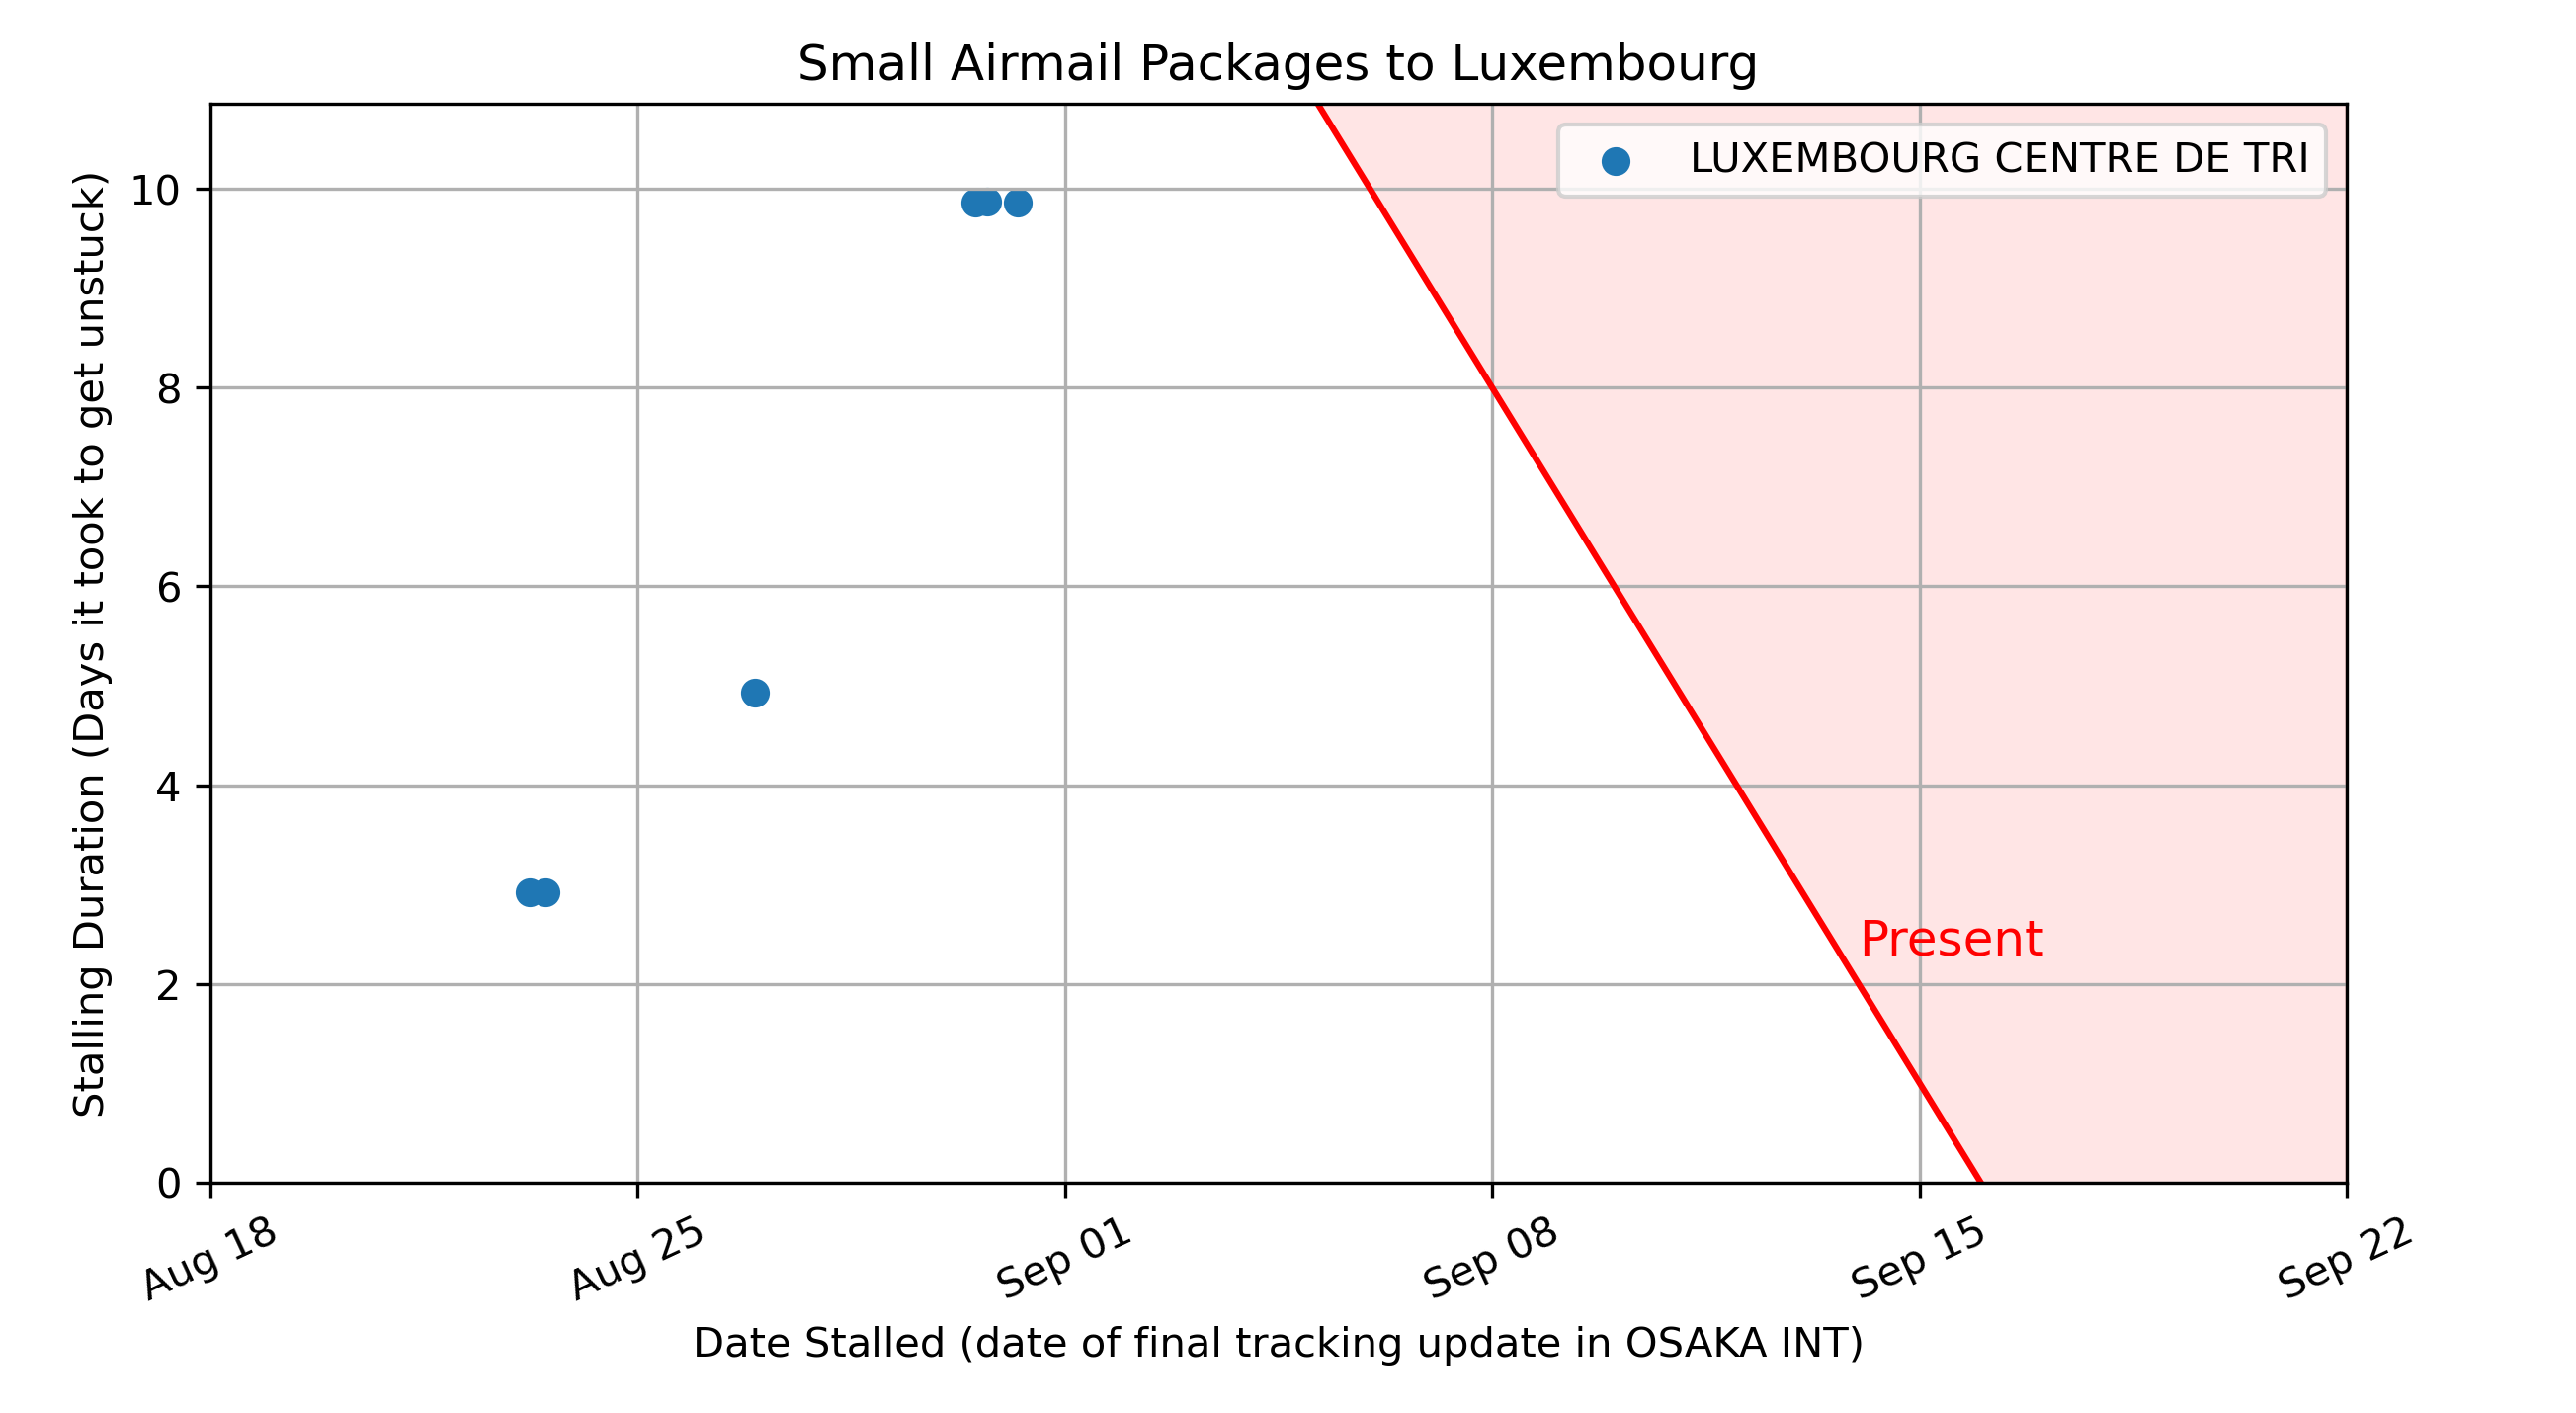 Small Airmail Packages to Luxembourg
LUXEMBOURG CENTRE DE TRI
Stalling Duration (Days it took to get unstuck)
10
8
6
4
2
0
Present
Aug 18
Aug 25
Sep 01
Sep 08
Sep 15
Sep 22
Date Stalled (date of final tracking update in OSAKA INT)